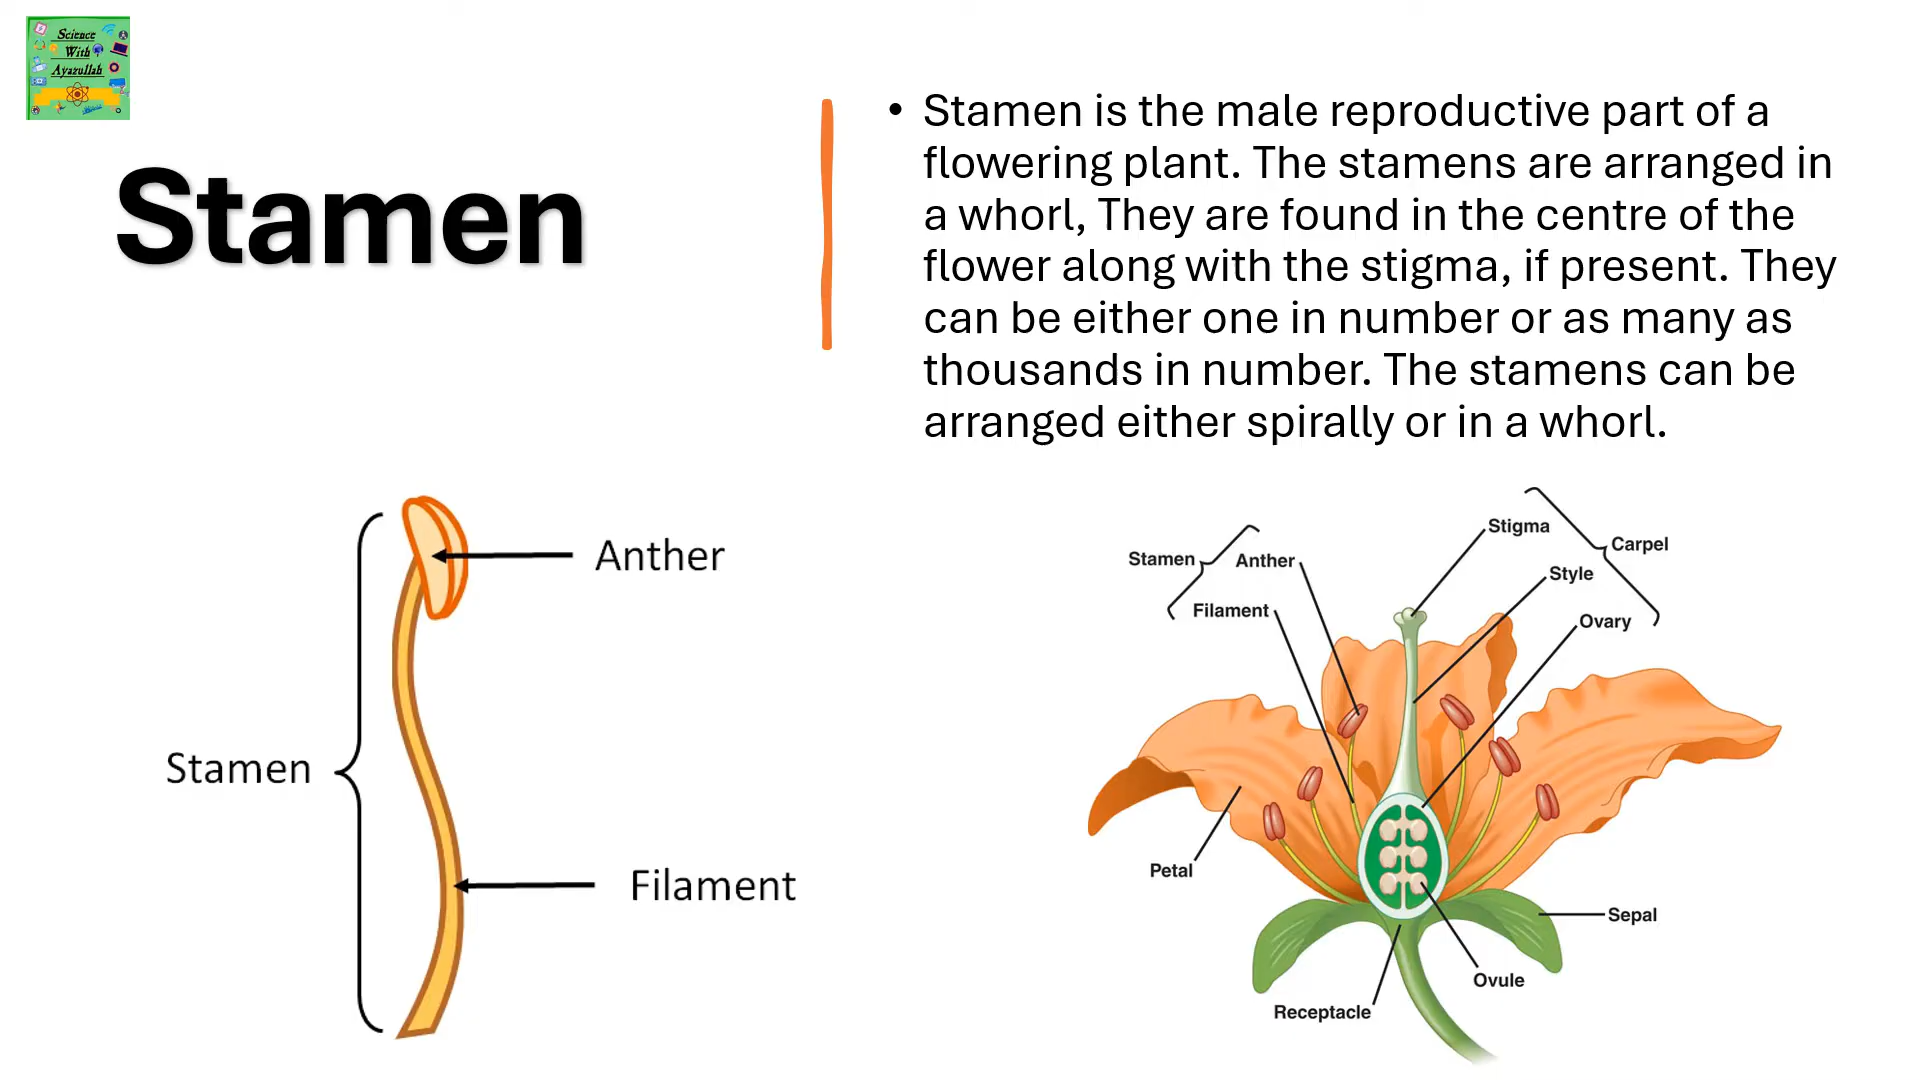 Science
With
Ayazullah
Stamen
• Stamen is the male reproductive part of a
flowering plant. The stamens are arranged in
a whorl, They are found in the centre of the
flower along with the stigma, if present. They
can be either one in number or as many as
thousands in number. The stamens can be
arranged either spirally or in a whorl.
Anther
Stamen
Filament
Stigma
Carpel
Stamen
Anther
Style
Filament
Ovary
Petal
Sepal
Ovule
Receptacle